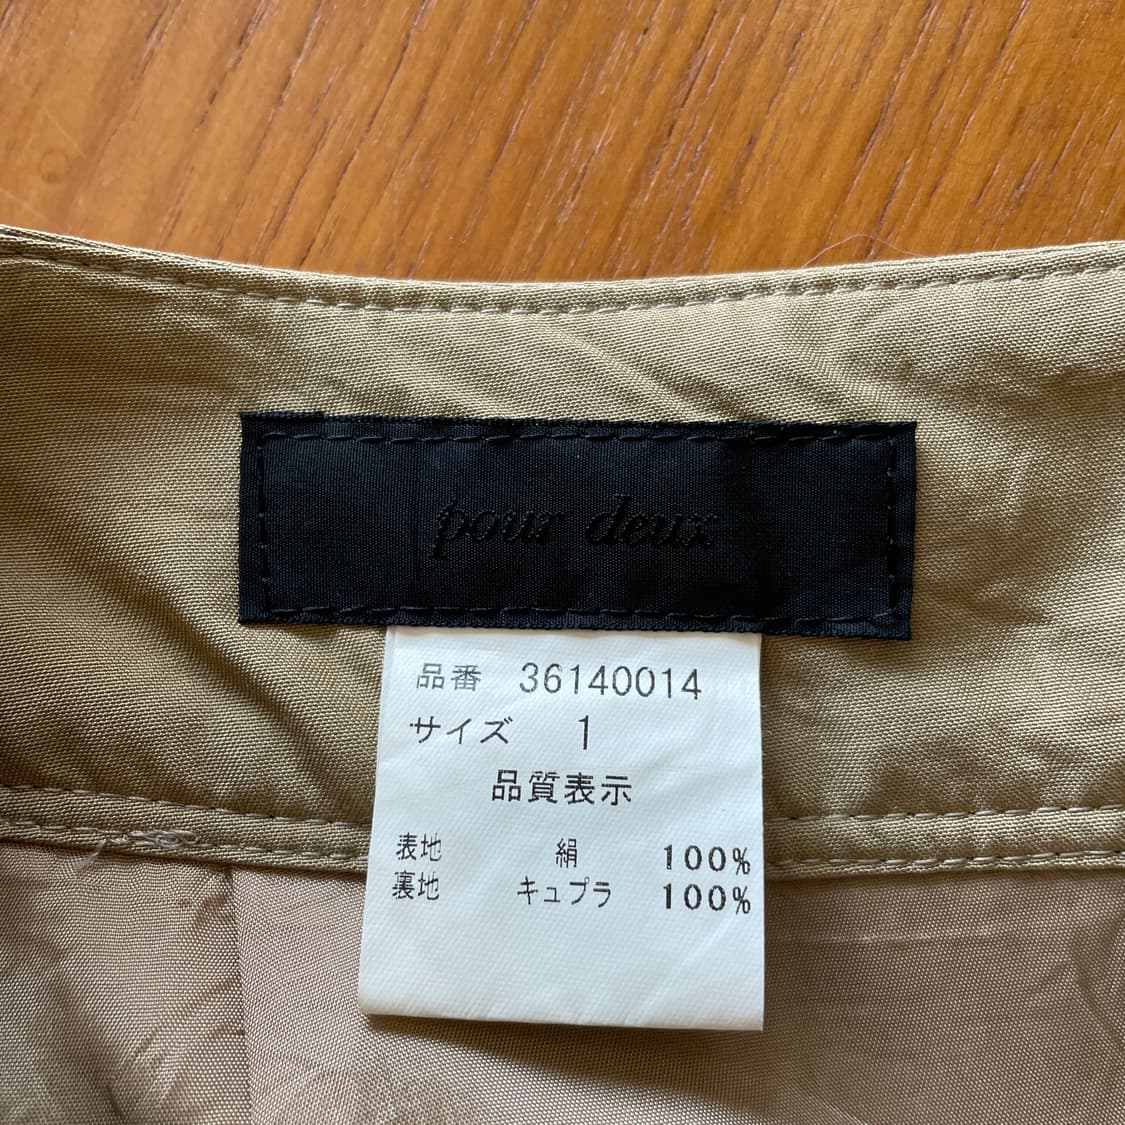 pour deux
品番 36140014
サイズ 1
品質表示
表地 絹 100%
裏地 キュプラ 100%